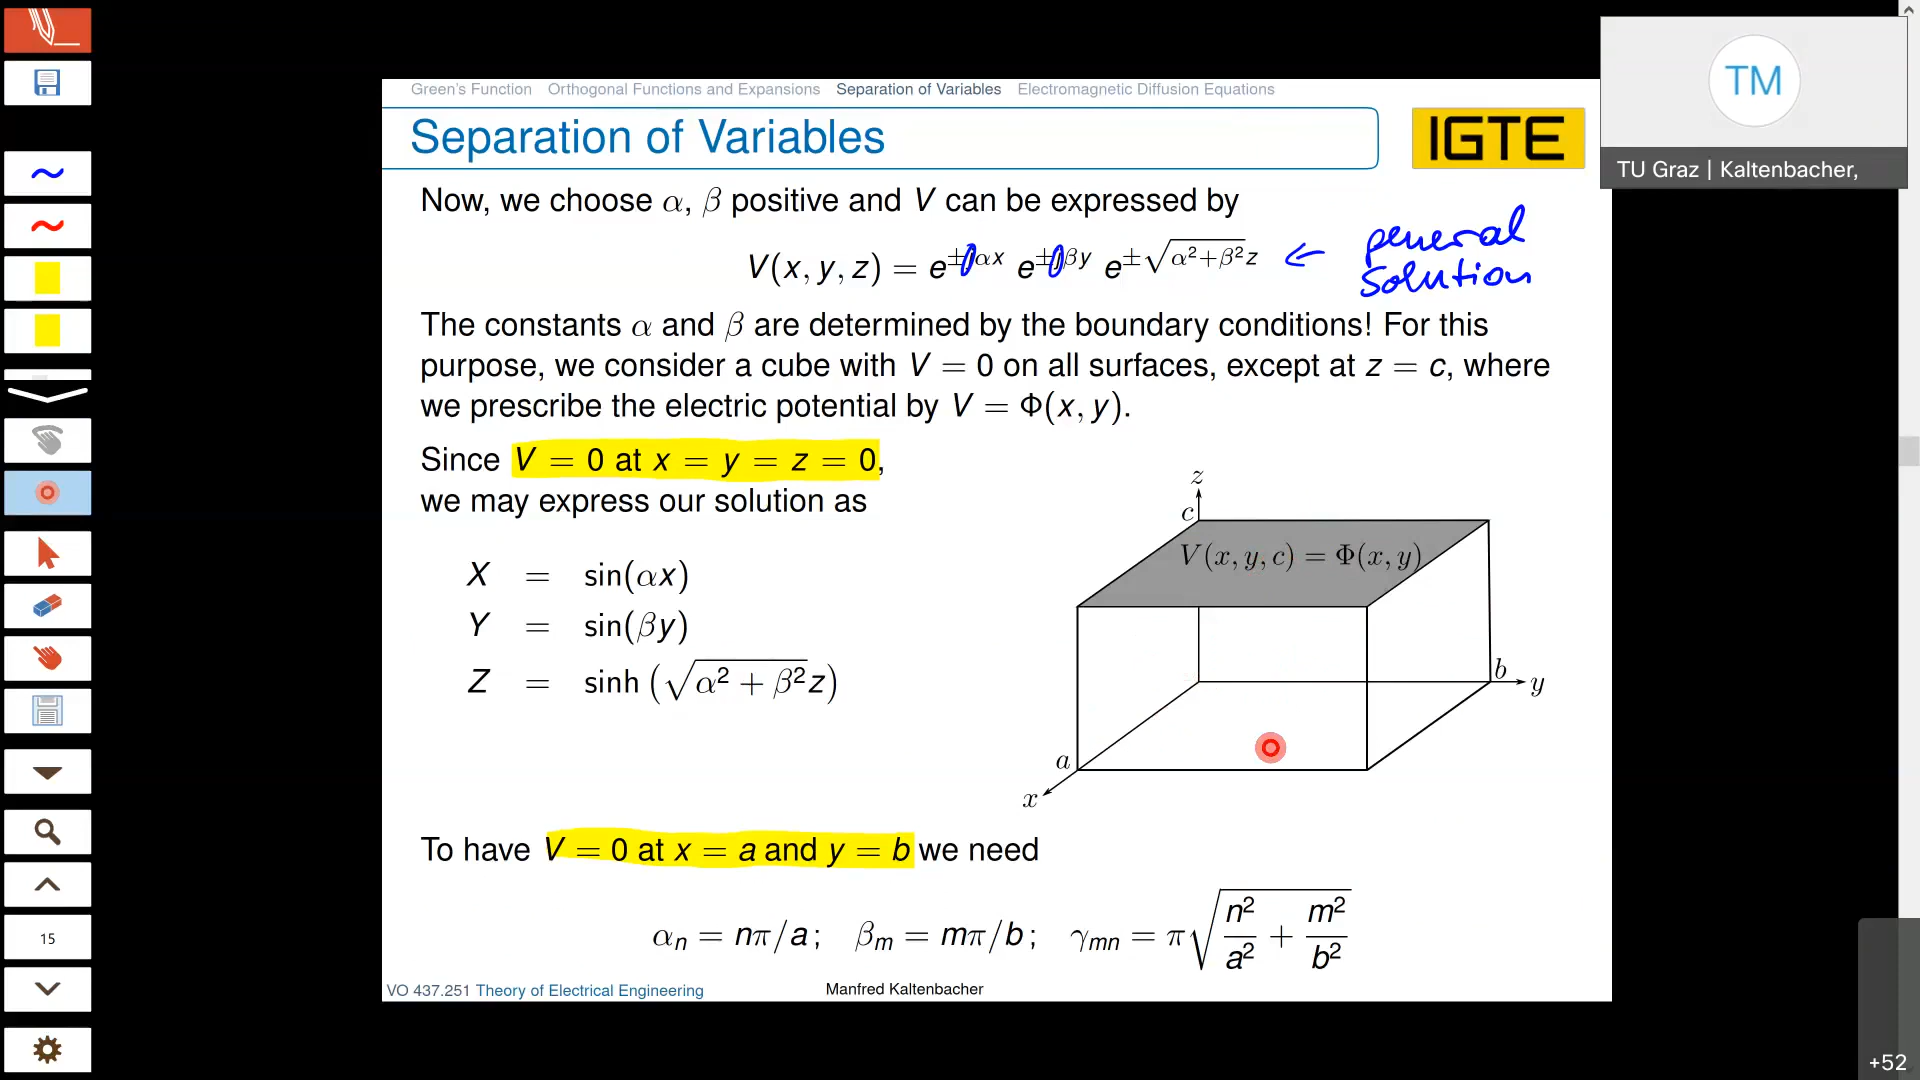 Green's Function Orthogonal Functions and Expansions Separation of Variables Electromagnetic Diffusion Equations
Separation of Variables
IGTE
TM
TU Graz | Kaltenbacher,
Now, we choose α, β positive and V can be expressed by
V(x, y, z) = e^{±jαx} e^{±jβy} e^{±√(α²+β²)z} ← general
solution
The constants α and β are determined by the boundary conditions! For this
purpose, we consider a cube with V = 0 on all surfaces, except at z = c, where
we prescribe the electric potential by V = Φ(x, y).
Since V = 0 at x = y = z = 0,
we may express our solution as
X = sin(αx)
Y = sin(βy)
Z = sinh (√(α² + β²)z)
z
c
V(x, y, c) = Φ(x, y)
b
y
a
x
To have V = 0 at x = a and y = b we need
αₙ = nπ/a ; βₘ = mπ/b ; γₘₙ = π√(n²/a² + m²/b²)
VO 437.251 Theory of Electrical Engineering Manfred Kaltenbacher
15
+52